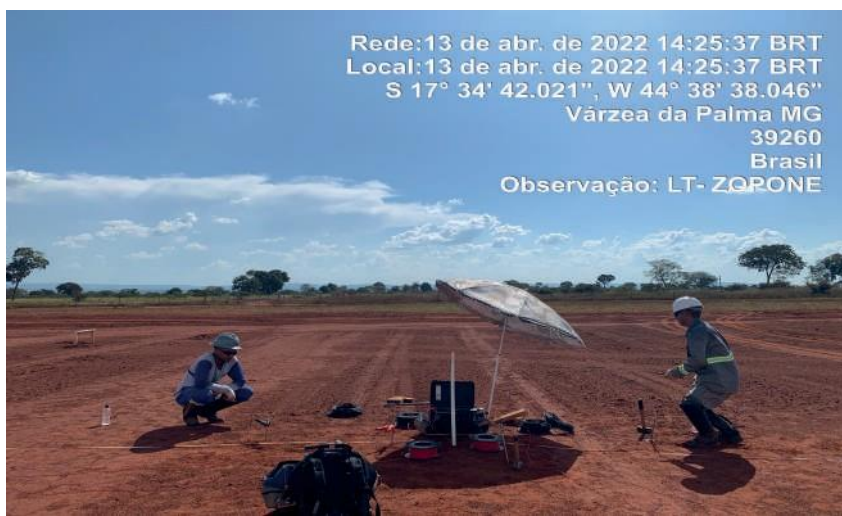 Rede:13 de abr. de 2022 14:25:37 BRT
Local:13 de abr. de 2022 14:25:37 BRT
S 17° 34' 42.021", W 44° 38' 38.046"
Várzea da Palma MG
39260
Brasil
Observação: LT- ZOPONE